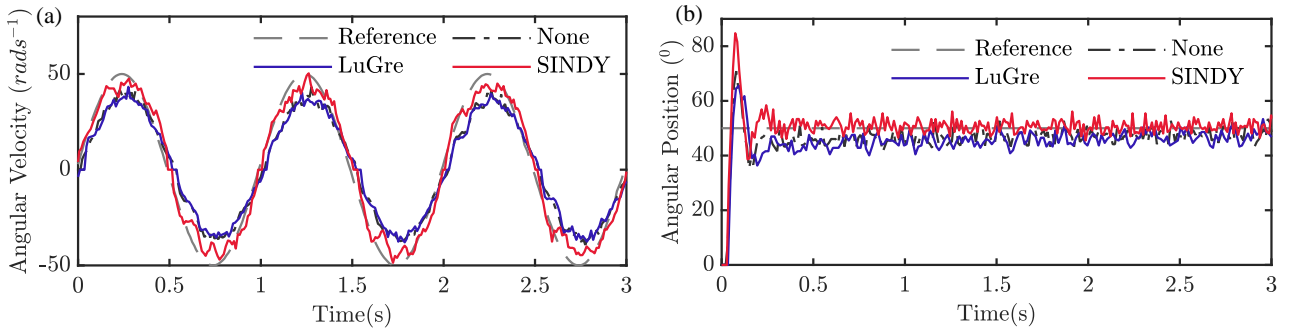 (a)
Reference None
LuGre SINDY
Angular Velocity (rads⁻¹)
50
0
-50
0 0.5 1 1.5 2 2.5 3
Time(s)
(b)
Reference None
LuGre SINDY
Angular Position (⁰)
80
60
40
20
0
0 0.5 1 1.5 2 2.5 3
Time(s)